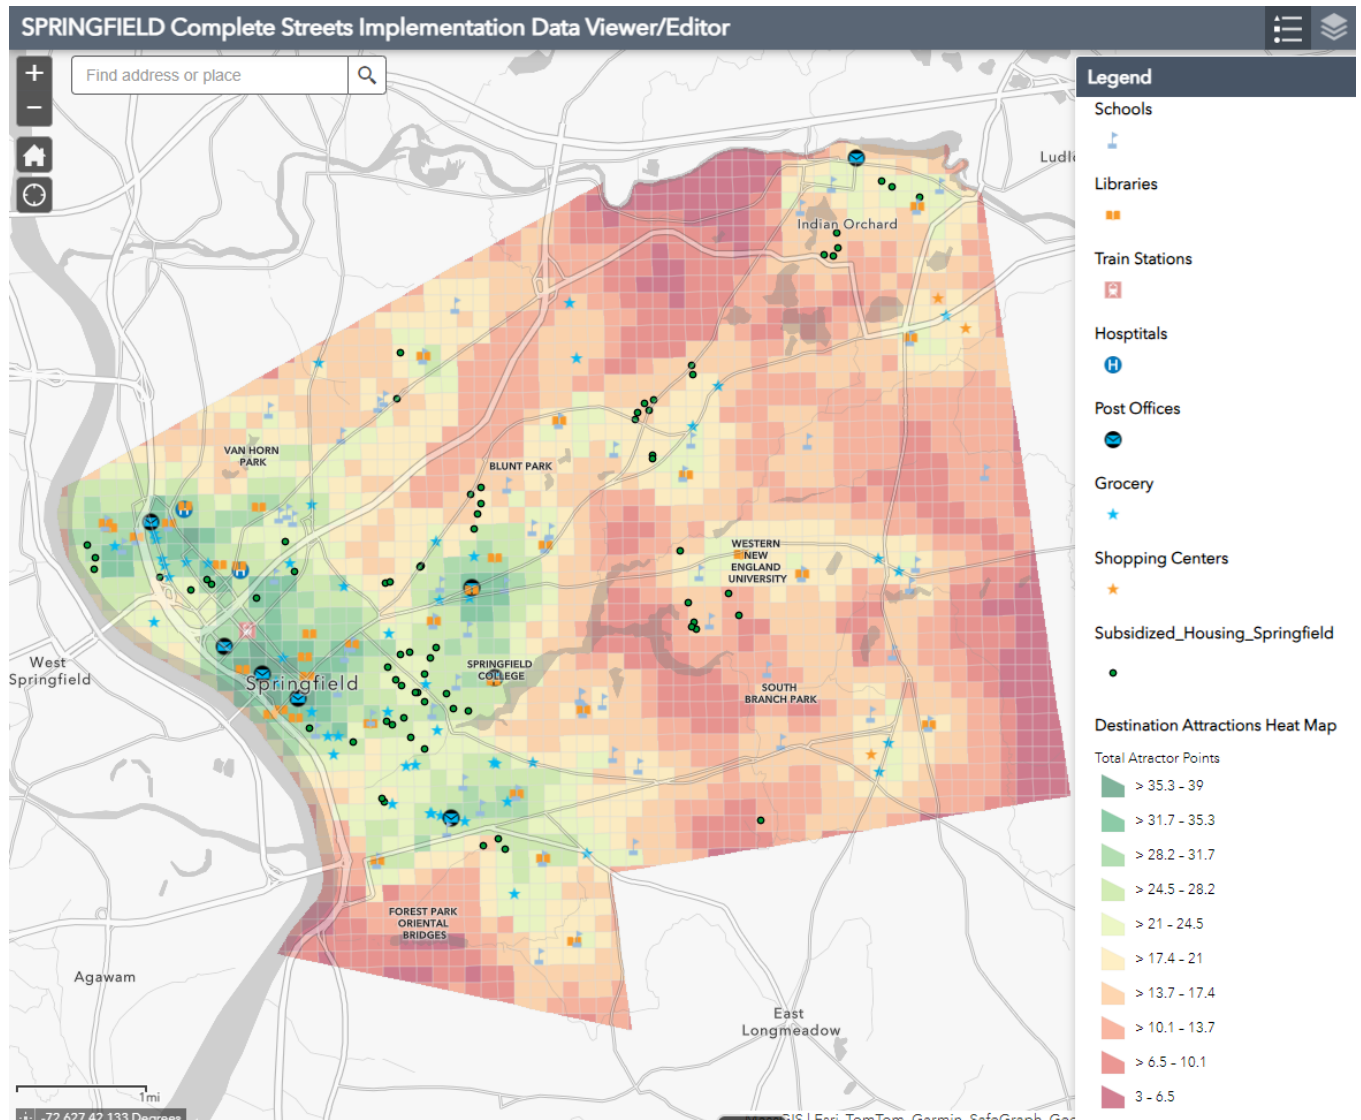 SPRINGFIELD Complete Streets Implementation Data Viewer/Editor
+
Find address or place
−
Legend
Schools
Libraries
Train Stations
Hosptitals
H
Post Offices
Grocery
Shopping Centers
Subsidized_Housing_Springfield
Destination Attractions Heat Map
Total Atractor Points
> 35.3 - 39
> 31.7 - 35.3
> 28.2 - 31.7
> 24.5 - 28.2
> 21 - 24.5
> 17.4 - 21
> 13.7 - 17.4
> 10.1 - 13.7
> 6.5 - 10.1
3 - 6.5
Indian Orchard
VAN HORN
PARK
BLUNT PARK
H
H
WESTERN
NEW
ENGLAND
UNIVERSITY
West
Springfield
Springfield
SPRINGFIELD
COLLEGE
SOUTH
BRANCH PARK
FOREST PARK
ORIENTAL
BRIDGES
Agawam
East
Longmeadow
1mi
-72.627 42.133 Degrees
Esri, TomTom, Garmin, SafeGraph,